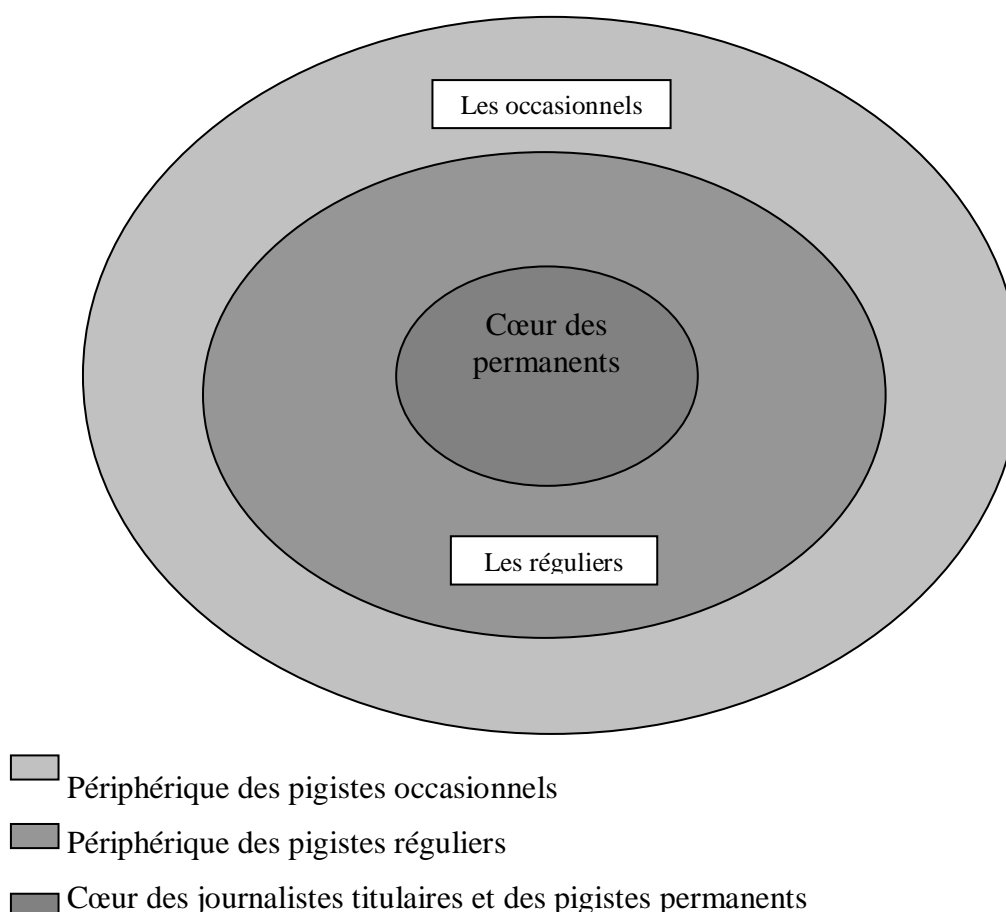 Les occasionnels
Cœur des
permanents
Les réguliers
Périphérique des pigistes occasionnels
Périphérique des pigistes réguliers
Cœur des journalistes titulaires et des pigistes permanents